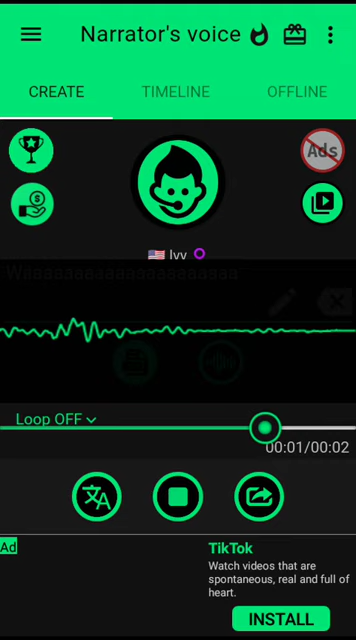 Narrator's voice
CREATE TIMELINE OFFLINE
Ads
Ivy
Loop OFF
00:01/00:02
Ad
TikTok
Watch videos that are
spontaneous, real and full of
heart.
INSTALL